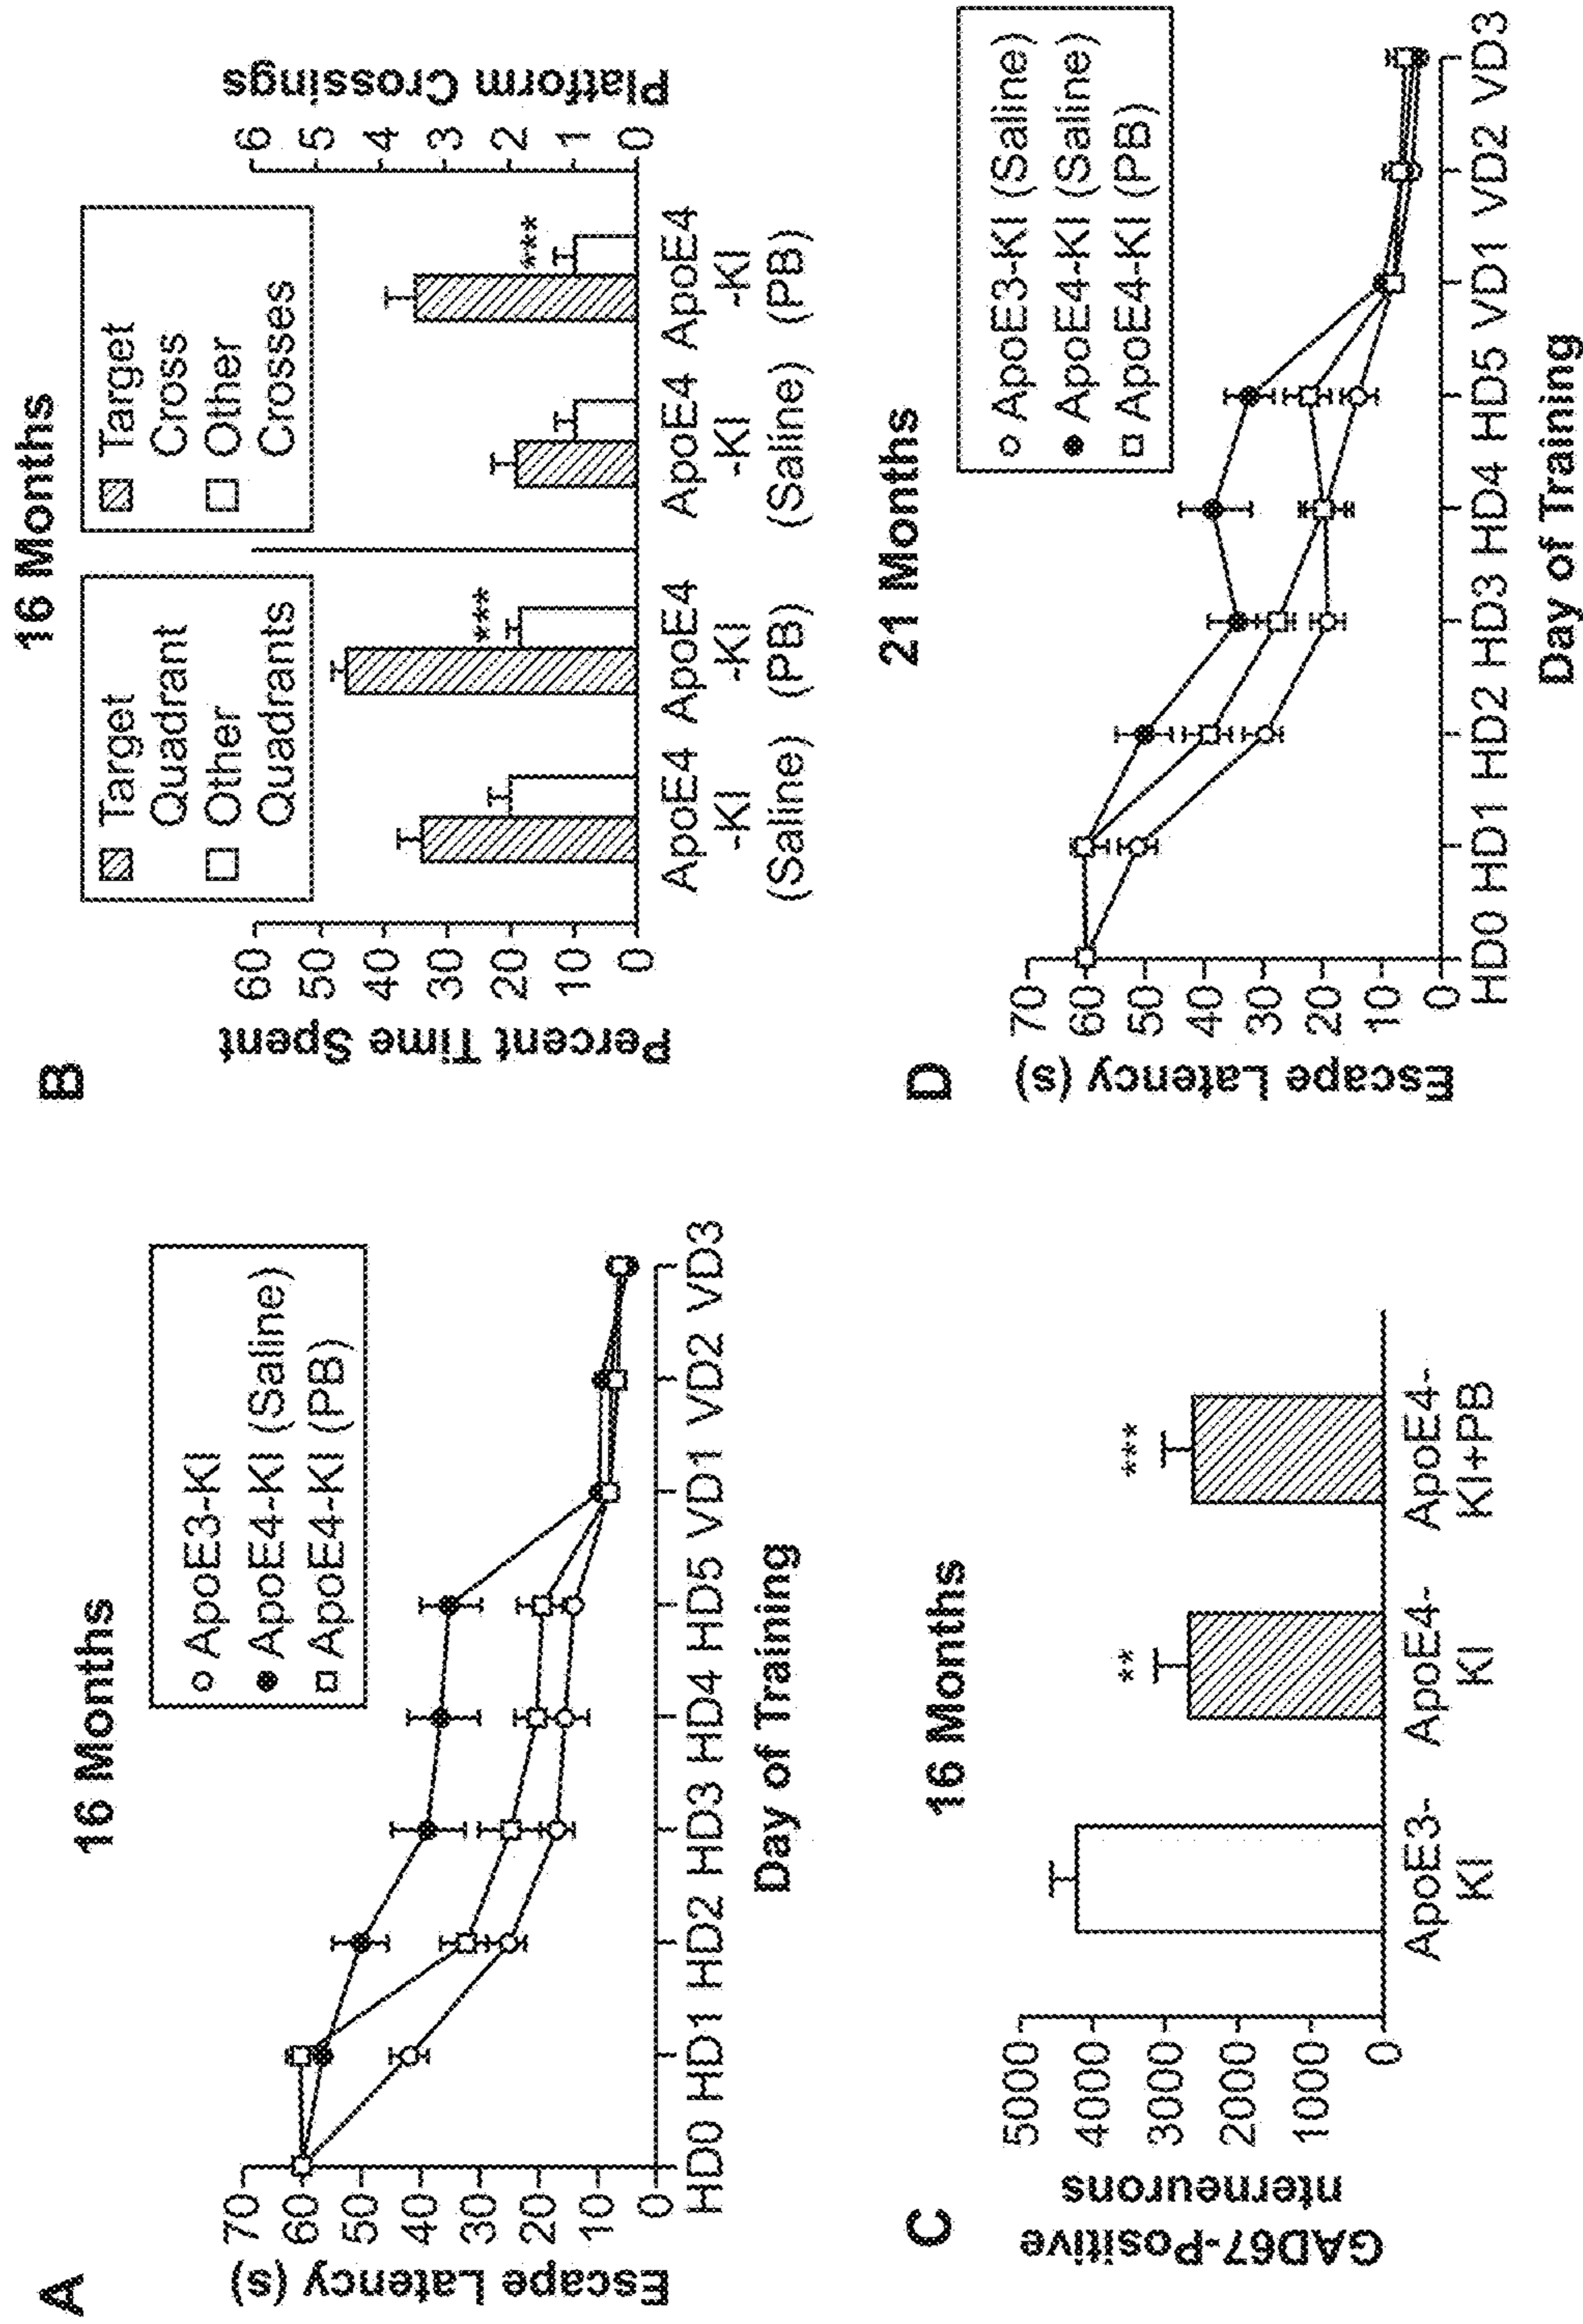 A
16 Months
Escape Latency (s)
70
60
50
40
30
20
10
0
ApoE3-KI
ApoE4-KI (Saline)
ApoE4-KI (PB)
HD0 HD1 HD2 HD3 HD4 HD5 VD1 VD2 VD3
Day of Training
B
16 Months
Percent Time Spent
60
50
40
30
20
10
0
Target
Quadrant
Other
Quadrants
Target
Cross
Other
Crosses
***
***
6
5
4
3
2
1
0
Platform Crossings
ApoE4 ApoE4 ApoE4 ApoE4
-KI -KI -KI -KI
(Saline) (PB) (Saline) (PB)
C
16 Months
GAD67-Positive
nterneurons
5000
4000
3000
2000
1000
0
**
***
ApoE3- ApoE4- ApoE4-
KI KI KI+PB
D
21 Months
Escape Latency (s)
70
60
50
40
30
20
10
0
ApoE3-KI (Saline)
ApoE4-KI (Saline)
ApoE4-KI (PB)
HD0 HD1 HD2 HD3 HD4 HD5 VD1 VD2 VD3
Day of Training